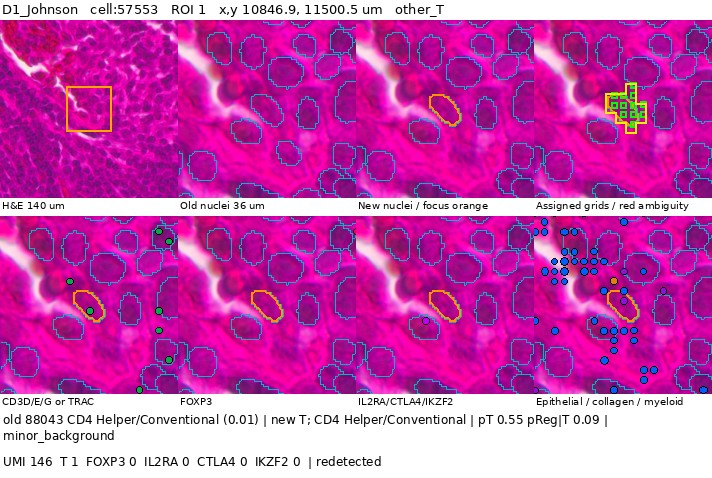 D1_Johnson   cell:57553   ROI 1   x,y 10846.9, 11500.5 um   other_T
H&E 140 um
Old nuclei 36 um
New nuclei / focus orange
Assigned grids / red ambiguity
CD3D/E/G or TRAC
FOXP3
IL2RA/CTLA4/IKZF2
Epithelial / collagen / myeloid
old 88043 CD4 Helper/Conventional (0.01) | new T; CD4 Helper/Conventional | pT 0.55 pReg|T 0.09 |
minor_background
UMI 146  T 1  FOXP3 0  IL2RA 0  CTLA4 0  IKZF2 0  | redetected